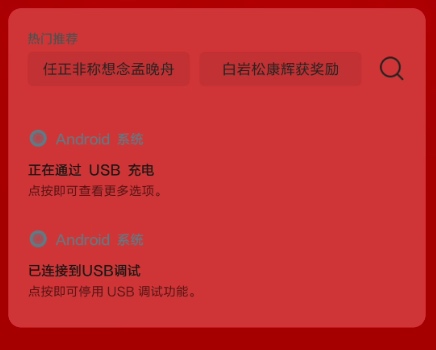 热门推荐
任正非称想念孟晚舟 白岩松康辉获奖励
Android 系统
正在通过 USB 充电
点按即可查看更多选项。
Android 系统
已连接到USB调试
点按即可停用 USB 调试功能。